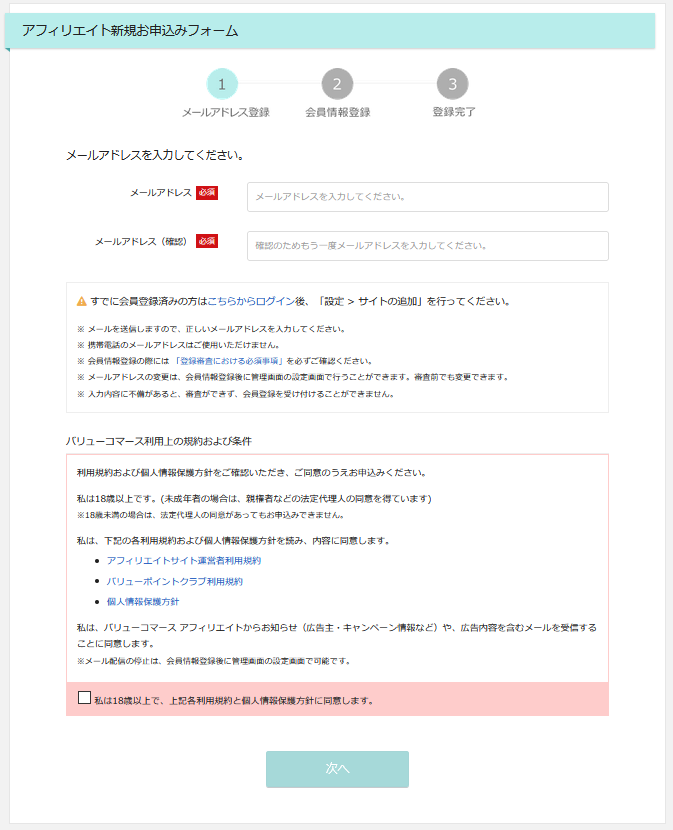 アフィリエイト新規お申込みフォーム
1
2
3
メールアドレス登録
会員情報登録
登録完了
メールアドレスを入力してください。
メールアドレス 必須
メールアドレスを入力してください。
メールアドレス（確認） 必須
確認のためもう一度メールアドレスを入力してください。
すでに会員登録済みの方はこちらからログイン後、「設定 > サイトの追加」を行ってください。
※ メールを送信しますので、正しいメールアドレスを入力してください。
※ 携帯電話のメールアドレスはご使用いただけません。
※ 会員情報登録の際には「登録審査における必須事項」を必ずご確認ください。
※ メールアドレスの変更は、会員情報登録後に管理画面の設定画面で行うことができます。審査前でも変更できます。
※ 入力内容に不備があると、審査ができず、会員登録を受け付けることができません。
バリューコマース利用上の規約および条件
利用規約および個人情報保護方針をご確認いただき、ご同意のうえお申込みください。
私は18歳以上です。(未成年者の場合は、親権者などの法定代理人の同意を得ています)
※18歳未満の場合は、法定代理人の同意があってもお申込みできません。
私は、下記の各利用規約および個人情報保護方針を読み、内容に同意します。
• アフィリエイトサイト運営者利用規約
• バリューポイントクラブ利用規約
• 個人情報保護方針
私は、バリューコマース アフィリエイトからお知らせ（広告主・キャンペーン情報など）や、広告内容を含むメールを受信する
ことに同意します。
※メール配信の停止は、会員情報登録後に管理画面の設定画面で可能です。
私は18歳以上で、上記各利用規約と個人情報保護方針に同意します。
次へ